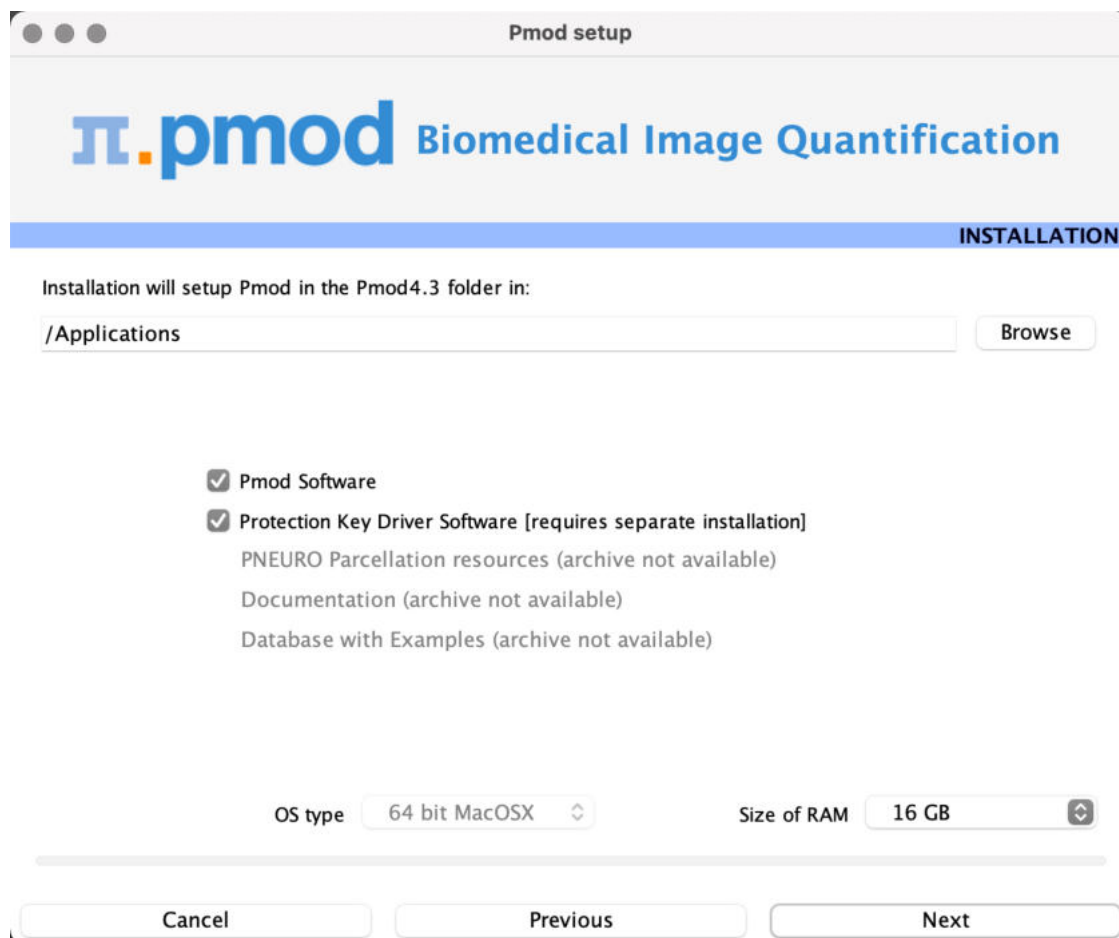 Pmod setup
π.pmod Biomedical Image Quantification
INSTALLATION
Installation will setup Pmod in the Pmod4.3 folder in:
/Applications Browse
Pmod Software
Protection Key Driver Software [requires separate installation]
PNEURO Parcellation resources (archive not available)
Documentation (archive not available)
Database with Examples (archive not available)
OS type 64 bit MacOSX Size of RAM 16 GB
Cancel Previous Next